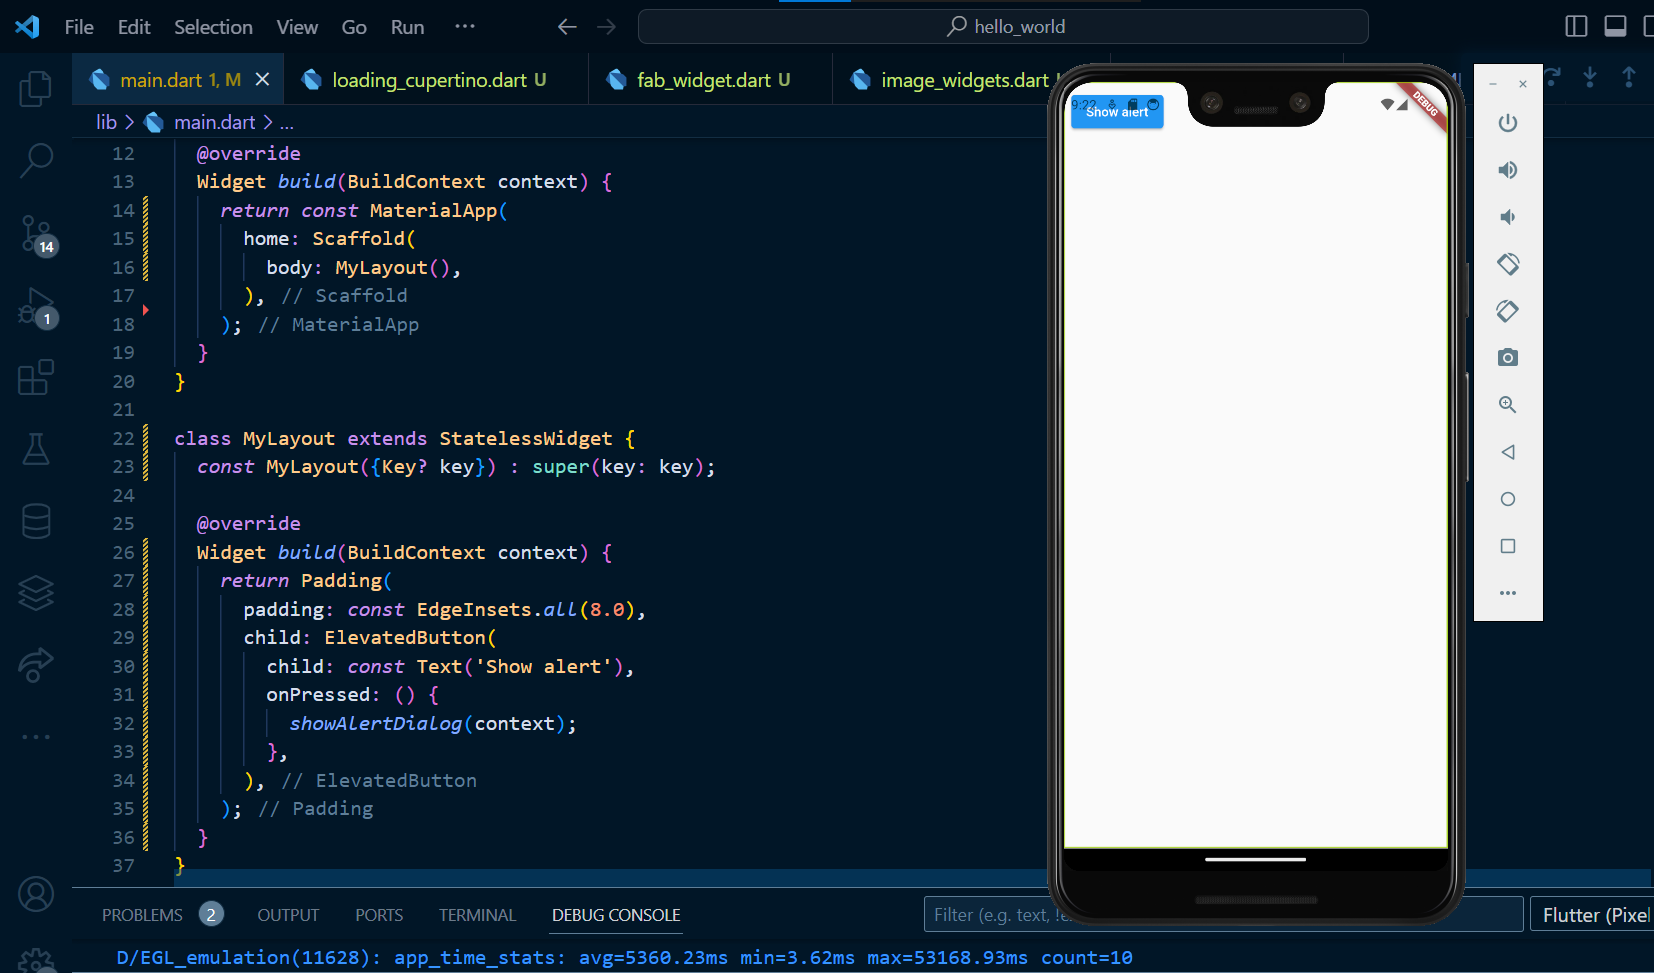 File Edit Selection View Go Run ··· hello_world
main.dart 1, M loading_cupertino.dart U fab_widget.dart U image_widgets.dart
lib > main.dart > ...
12 @override
13 Widget build(BuildContext context) {
14 return const MaterialApp(
15 home: Scaffold(
16 body: MyLayout(),
17 ), // Scaffold
18 ); // MaterialApp
19 }
20 }
21
22 class MyLayout extends StatelessWidget {
23 const MyLayout({Key? key}) : super(key: key);
24
25 @override
26 Widget build(BuildContext context) {
27 return Padding(
28 padding: const EdgeInsets.all(8.0),
29 child: ElevatedButton(
30 child: const Text('Show alert'),
31 onPressed: () {
32 showAlertDialog(context);
33 },
34 ), // ElevatedButton
35 ); // Padding
36 }
37 }
14
1
9:22
Show alert
DEBUG
PROBLEMS 2 OUTPUT PORTS TERMINAL DEBUG CONSOLE Filter (e.g. text, !e Flutter (Pixel
D/EGL_emulation(11628): app_time_stats: avg=5360.23ms min=3.62ms max=53168.93ms count=10